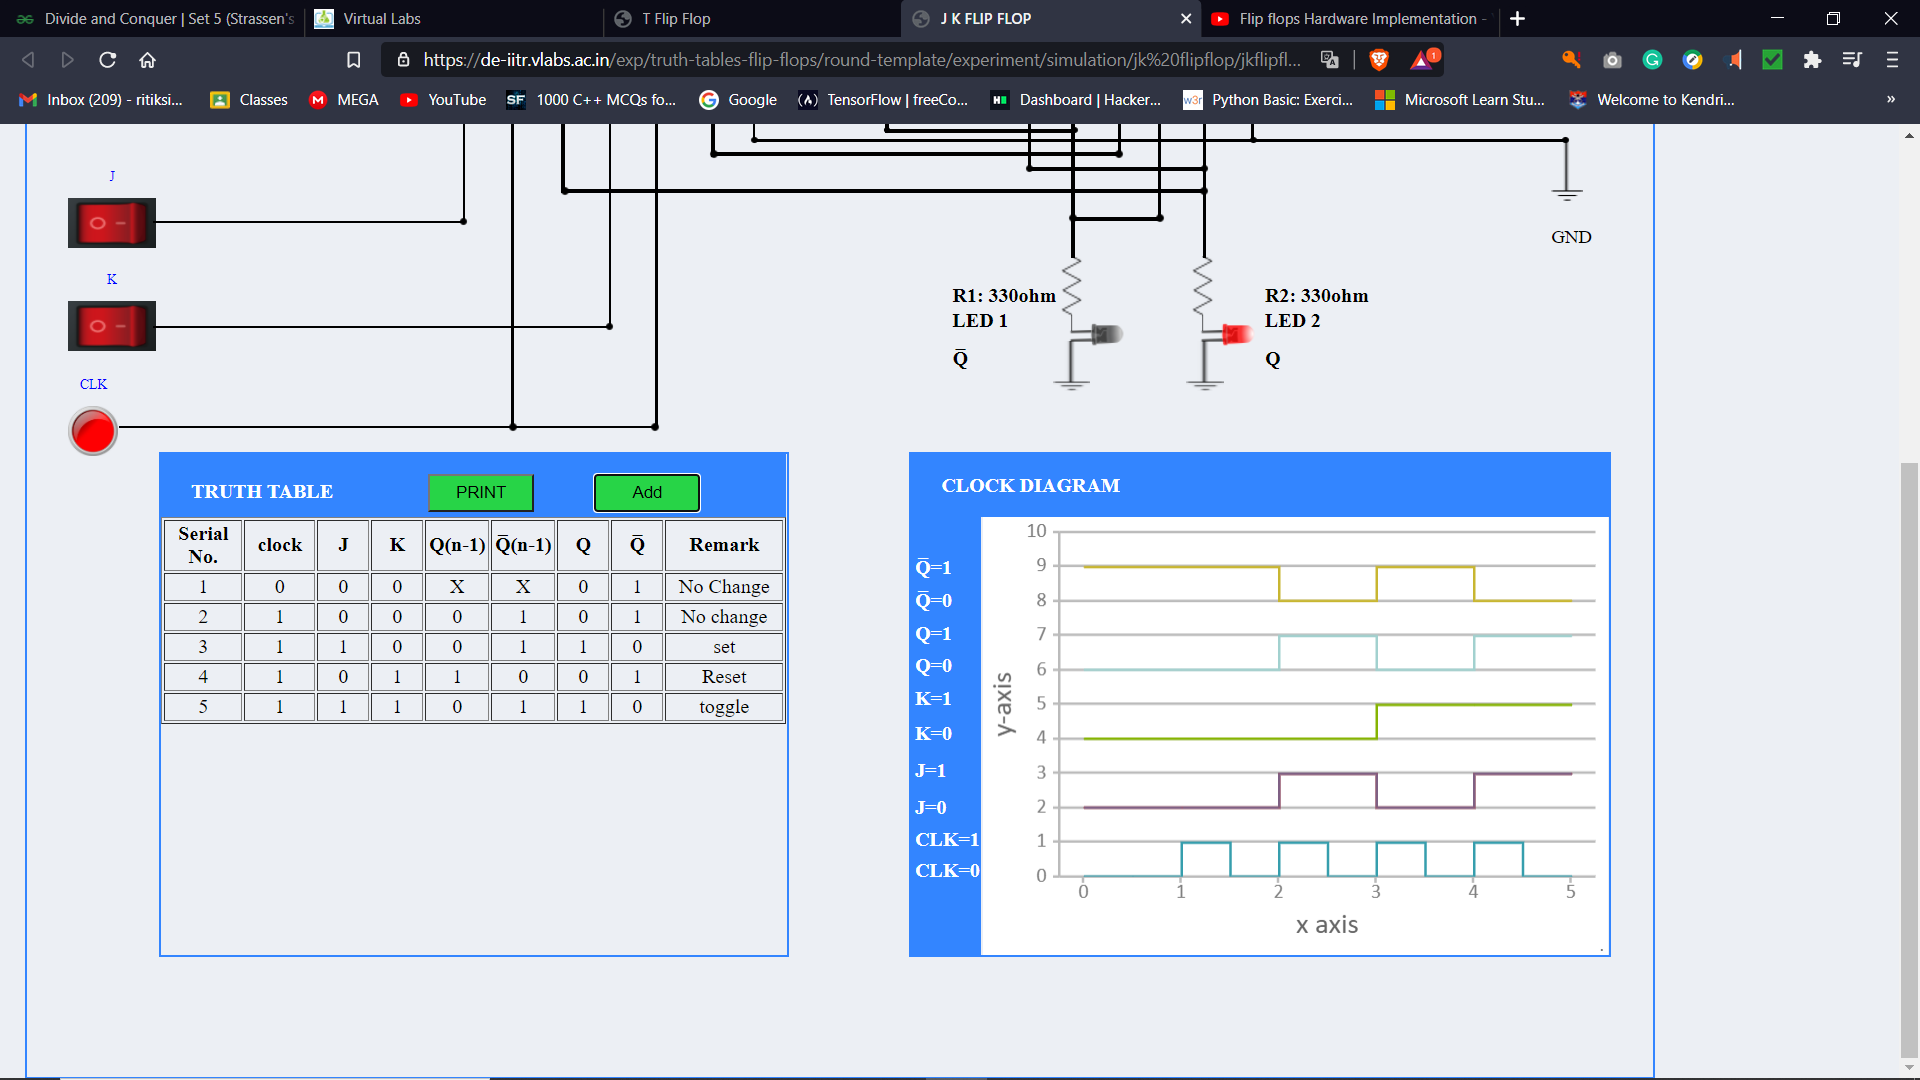 Divide and Conquer | Set 5 (Strassen's
Virtual Labs
T Flip Flop
J K FLIP FLOP
Flip flops Hardware Implementation -
https://de-iitr.vlabs.ac.in/exp/truth-tables-flip-flops/round-template/experiment/simulation/jk%20flipflop/jkflipfl...
1
Inbox (209) - ritiksi...
Classes
MEGA
YouTube
SF 1000 C++ MCQs fo...
Google
TensorFlow | freeCo...
Dashboard | Hacker...
w3r Python Basic: Exerci...
Microsoft Learn Stu...
Welcome to Kendri...
»
J
K
CLK
GND
R1: 330ohm
LED 1
Q̅
R2: 330ohm
LED 2
Q
TRUTH TABLE PRINT Add
Serial No. clock J K Q(n-1) Q̅(n-1) Q Q̅ Remark
1 0 0 0 X X 0 1 No Change
2 1 0 0 0 1 0 1 No change
3 1 1 0 0 1 1 0 set
4 1 0 1 1 0 0 1 Reset
5 1 1 1 0 1 1 0 toggle
CLOCK DIAGRAM
Q̅=1
Q̅=0
Q=1
Q=0
K=1
K=0
J=1
J=0
CLK=1
CLK=0
y-axis
10
9
8
7
6
5
4
3
2
1
0
0 1 2 3 4 5
x axis